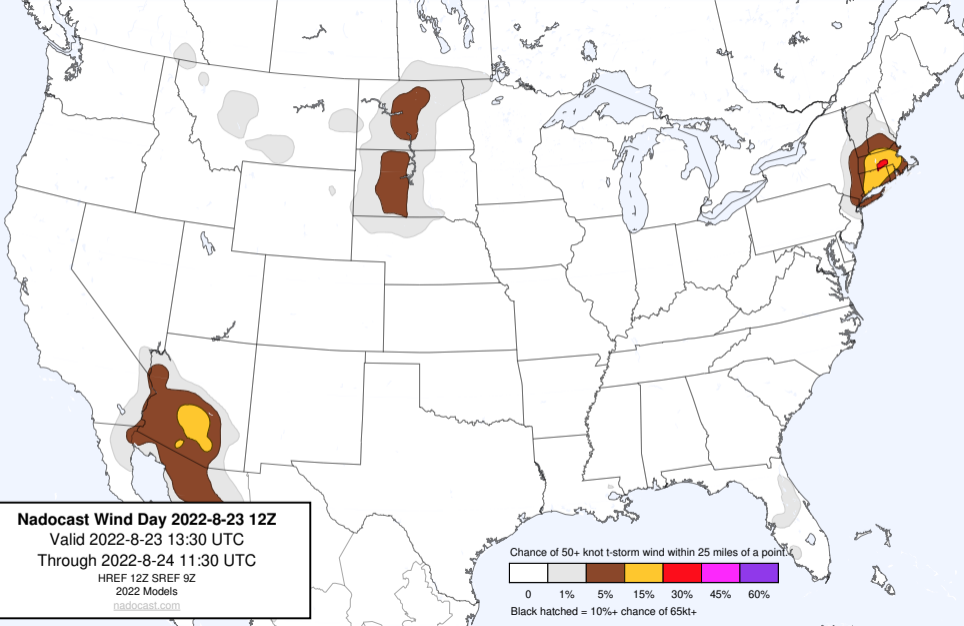 Nadocast Wind Day 2022-8-23 12Z
Valid 2022-8-23 13:30 UTC
Through 2022-8-24 11:30 UTC
HREF 12Z SREF 9Z
2022 Models
nadocast.com
Chance of 50+ knot t-storm wind within 25 miles of a point.
0 1% 5% 15% 30% 45% 60%
Black hatched = 10%+ chance of 65kt+